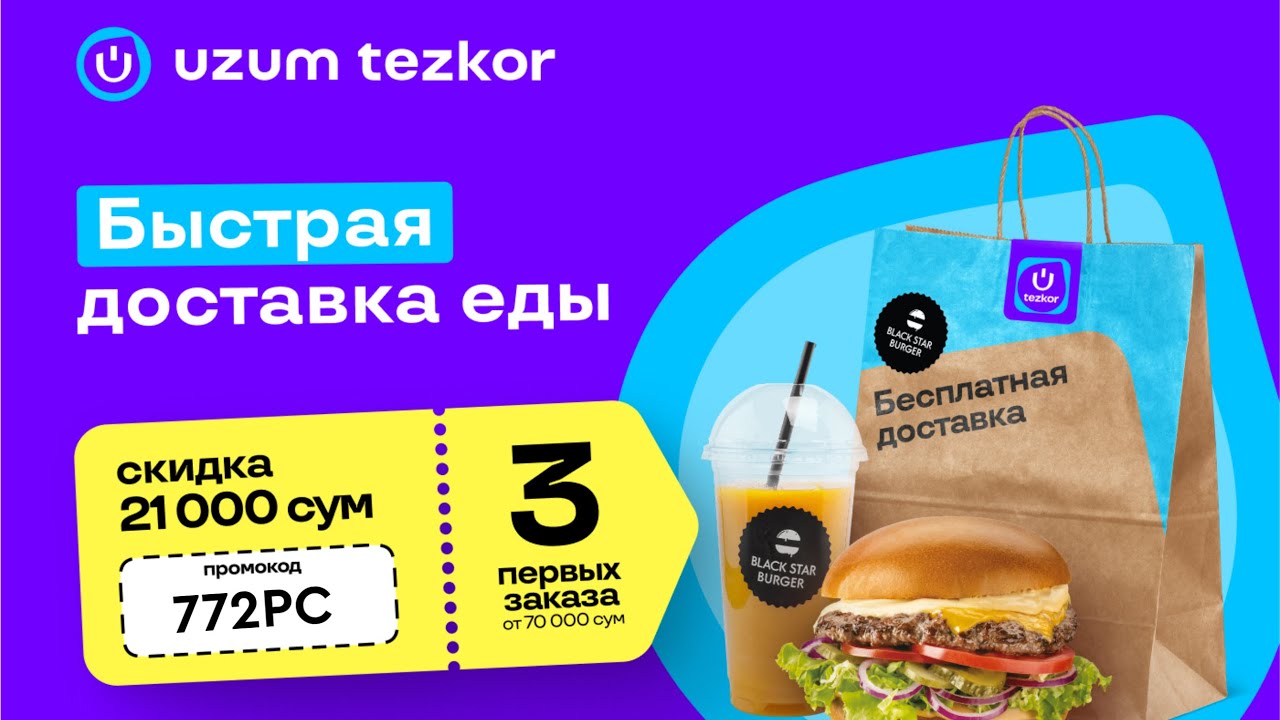 uzum tezkor
Быстрая
доставка еды
скидка
21 000 сум
промокод
772PC
3
первых
заказа
от 70 000 сум
tezkor
BLACK STAR
BURGER
Бесплатная
доставка
BLACK STAR
BURGER